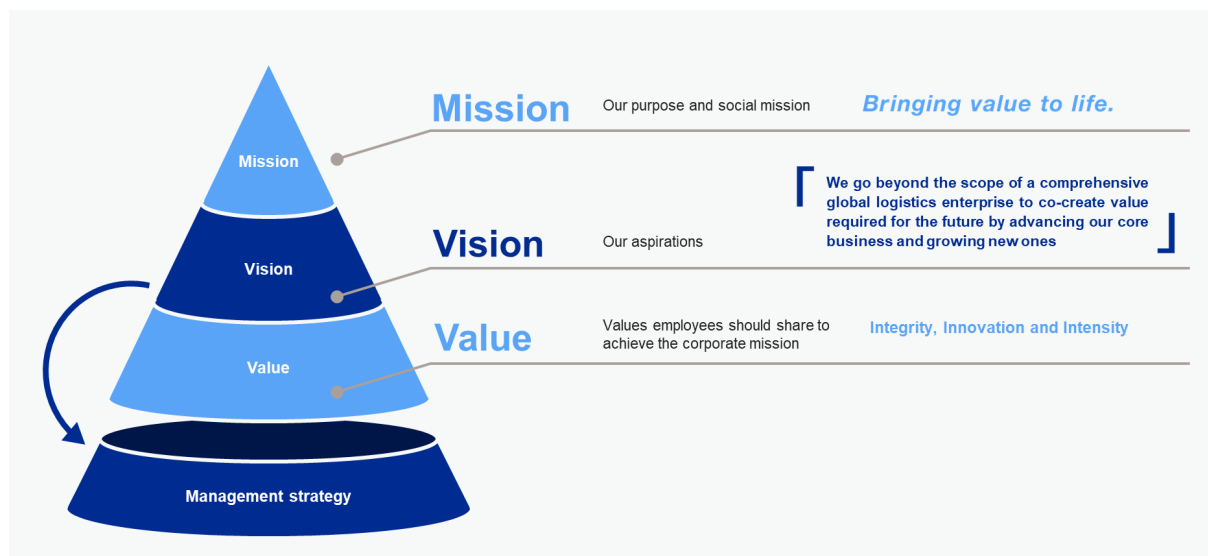 Mission
Our purpose and social mission
Bringing value to life.
Mission
We go beyond the scope of a comprehensive
global logistics enterprise to co-create value
required for the future by advancing our core
business and growing new ones
Vision
Our aspirations
Vision
Value
Values employees should share to
achieve the corporate mission
Integrity, Innovation and Intensity
Value
Management strategy